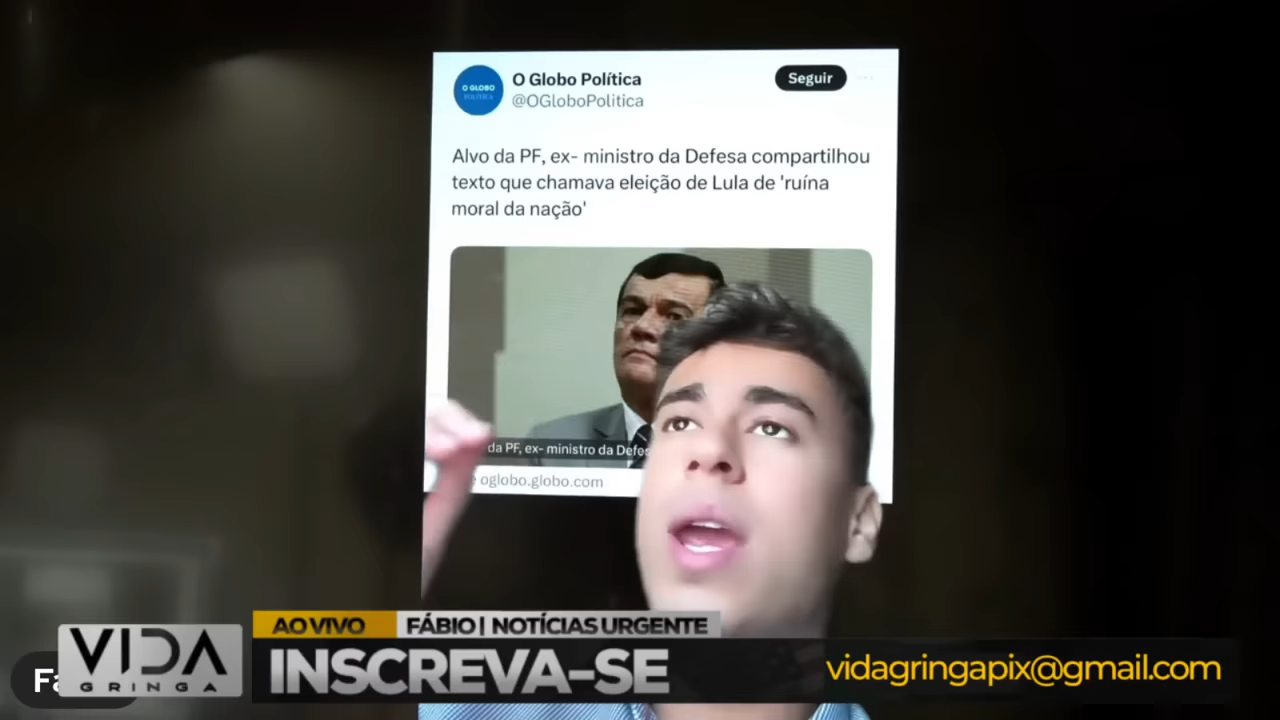 O GLOBO
POLÍTICA
O Globo Política
@OGloboPolitica
Seguir
Alvo da PF, ex- ministro da Defesa compartilhou
texto que chamava eleição de Lula de 'ruína
moral da nação'
da PF, ex- ministro da Defes
oglobo.globo.com
AO VIVO
FÁBIO | NOTÍCIAS URGENTE
VIDA
GRINGA
INSCREVA-SE
vidagringapix@gmail.com